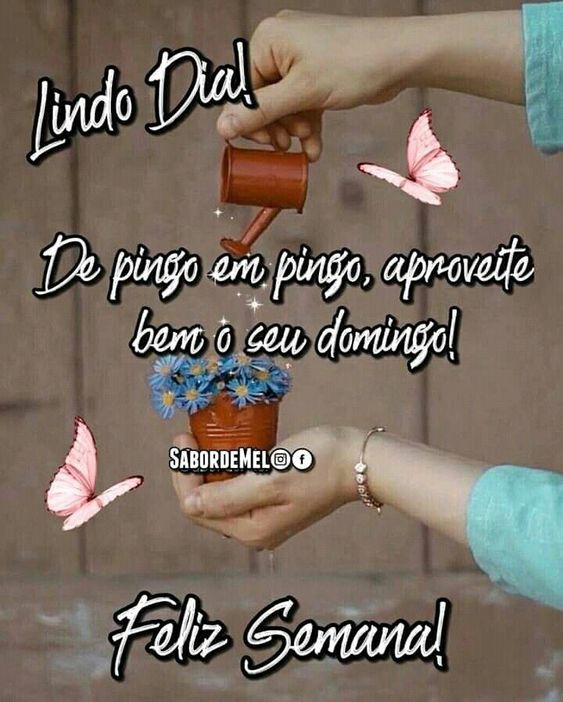 Lindo Dia!
De pingo em pingo, aproveite
bem o seu domingo!
SABORDEMEL
Feliz Semana!